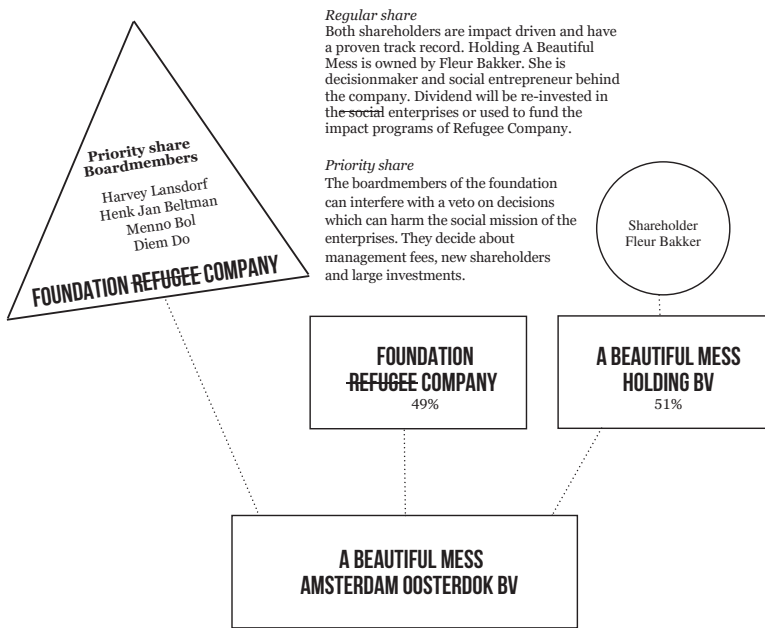 Regular share
Both shareholders are impact driven and have
a proven track record. Holding A Beautiful
Mess is owned by Fleur Bakker. She is
decisionmaker and social entrepreneur behind
the company. Dividend will be re-invested in
the social enterprises or used to fund the
impact programs of Refugee Company.
Priority share
The boardmembers of the foundation
can interfere with a veto on decisions
which can harm the social mission of the
enterprises. They decide about
management fees, new shareholders
and large investments.
Priority share
Boardmembers
Harvey Lansdorf
Henk Jan Beltman
Menno Bol
Diem Do
FOUNDATION REFUGEE COMPANY
Shareholder
Fleur Bakker
FOUNDATION
REFUGEE COMPANY
49%
A BEAUTIFUL MESS
HOLDING BV
51%
A BEAUTIFUL MESS
AMSTERDAM OOSTERDOK BV